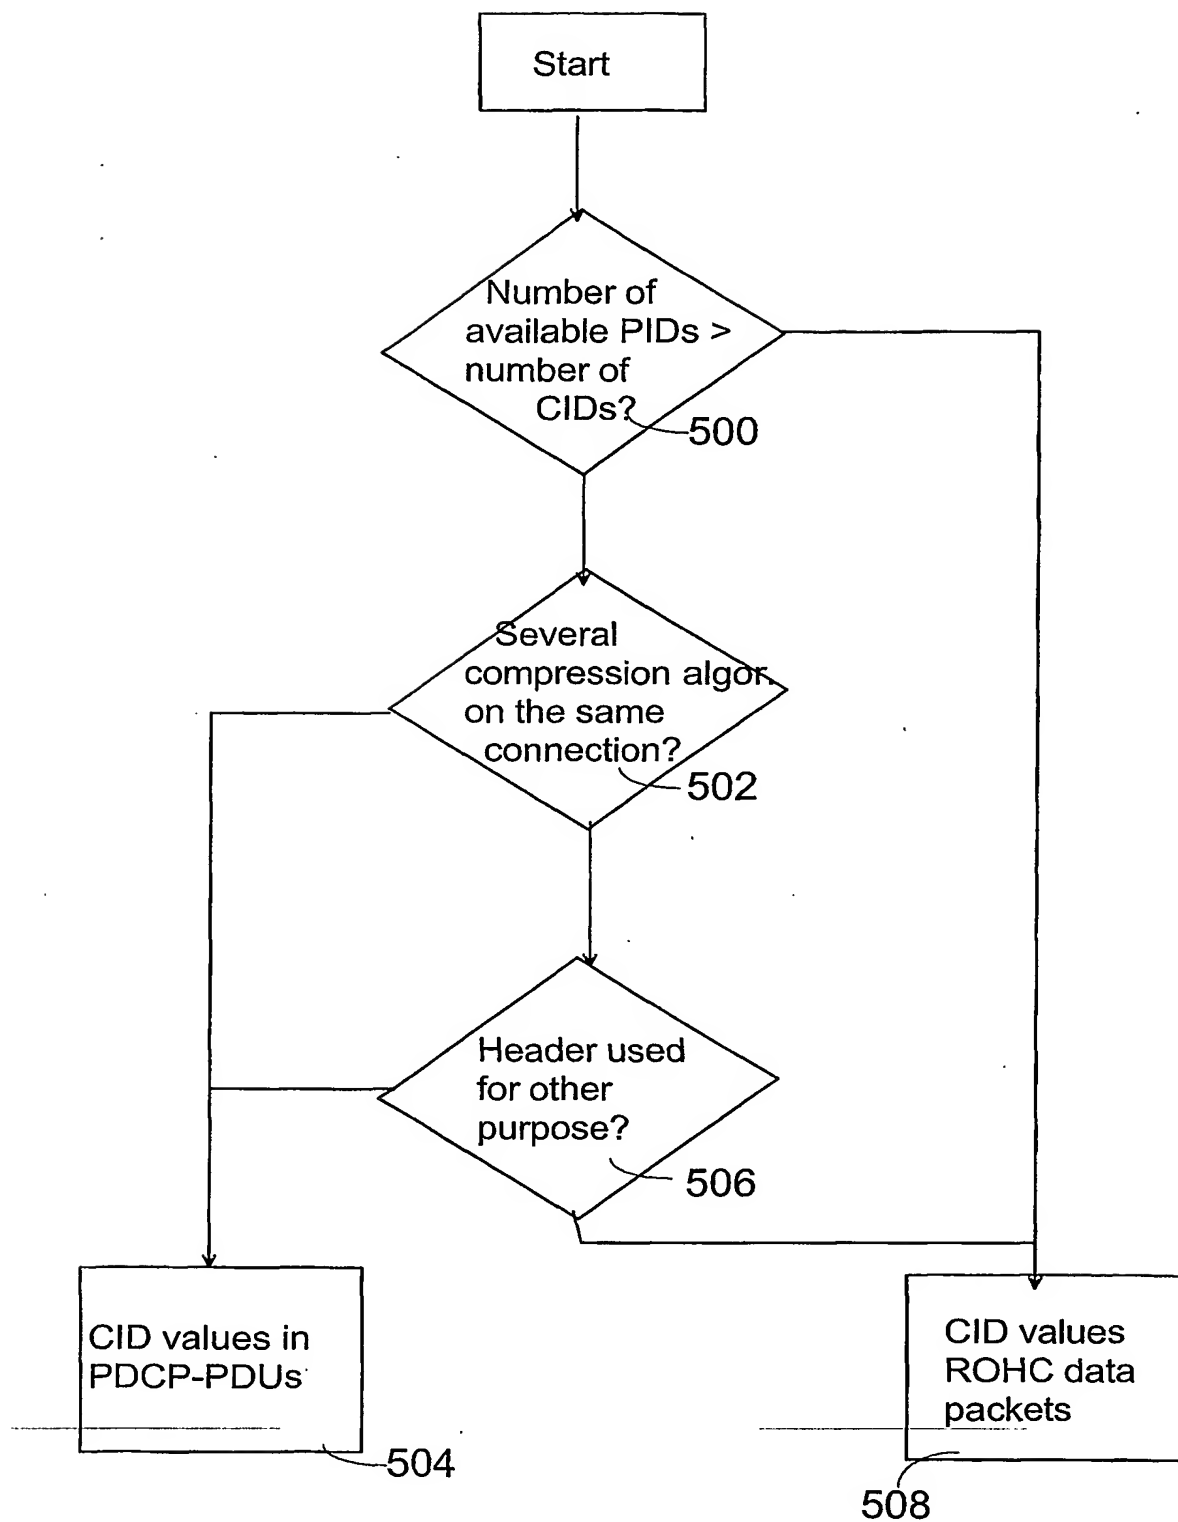 Start
Number of
available PIDs >
number of
CIDs?
500
Several
compression algor.
on the same
connection?
502
Header used
for other
purpose?
506
CID values in
PDCP-PDUs
504
CID values
ROHC data
packets
508